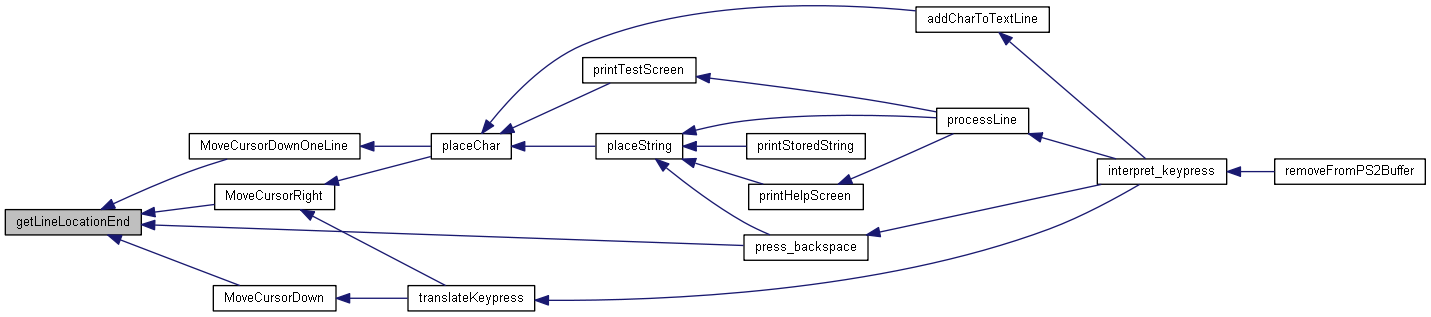 addCharToTextLine
printTestScreen
processLine
MoveCursorDownOneLine
placeChar
placeString
printStoredString
interpret_keypress
removeFromPS2Buffer
MoveCursorRight
printHelpScreen
getLineLocationEnd
press_backspace
MoveCursorDown
translateKeypress